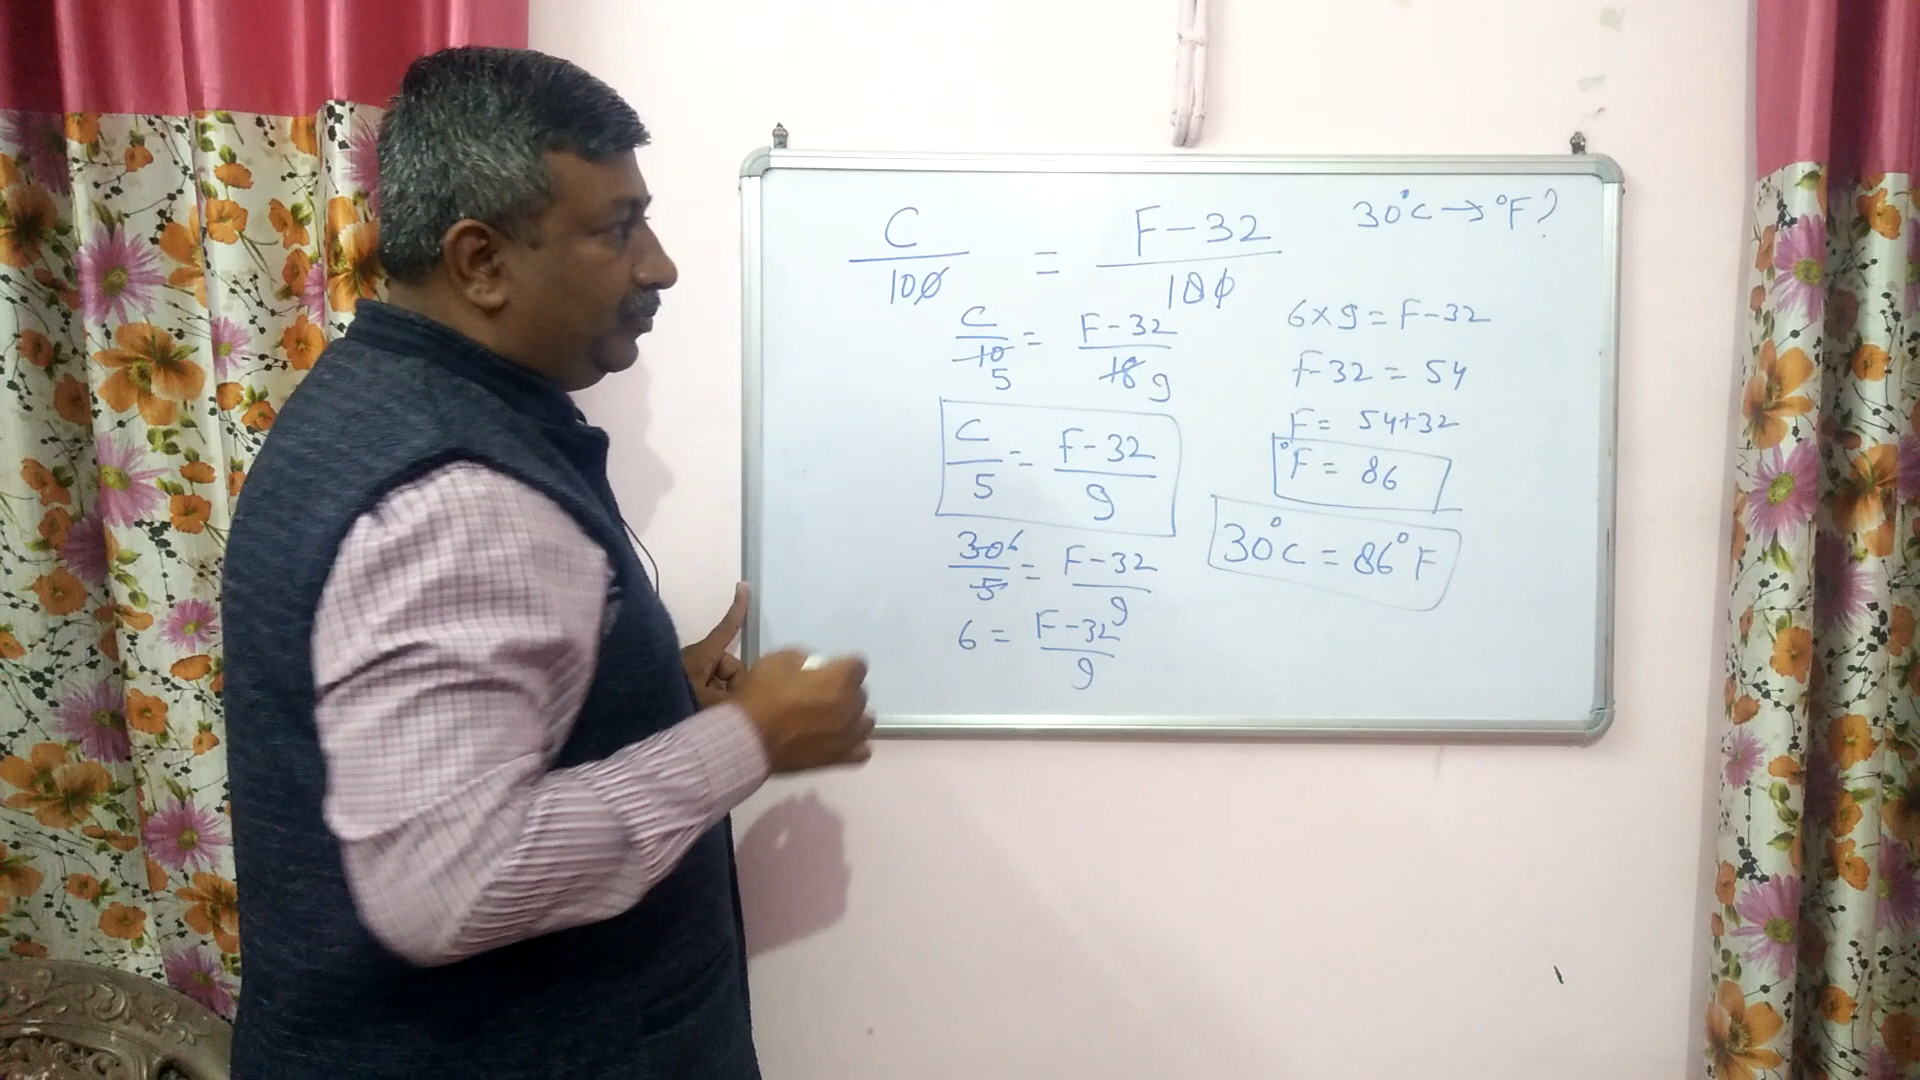 C/100 = F-32/180
C/10 5 = F-32/18 9
C/5 = F-32/9
30 6/5 = F-32/9
6 = F-32/9
30°C → °F?
6×9 = F-32
F-32 = 54
F = 54+32
°F = 86
30°C = 86°F